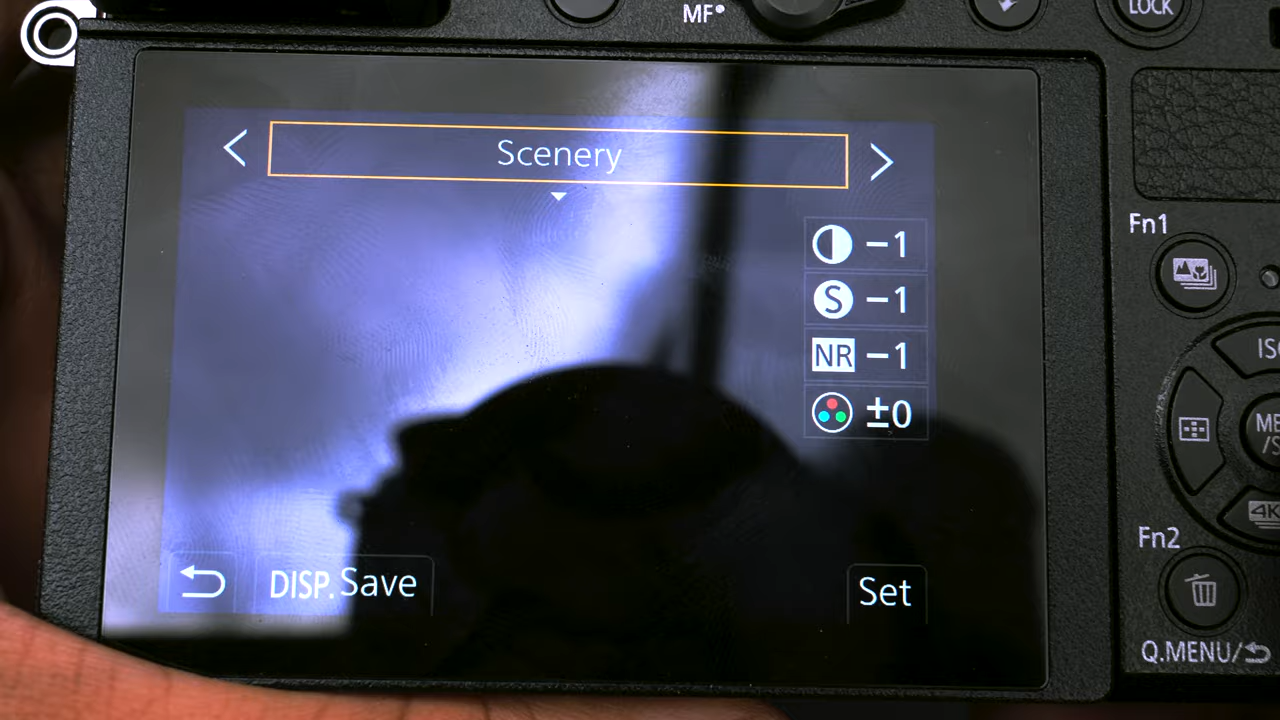 MF
LOCK
Scenery
Fn1
−1
S −1
NR −1
±0
ISO
Fn2
DISP. Save
Set
Q.MENU/